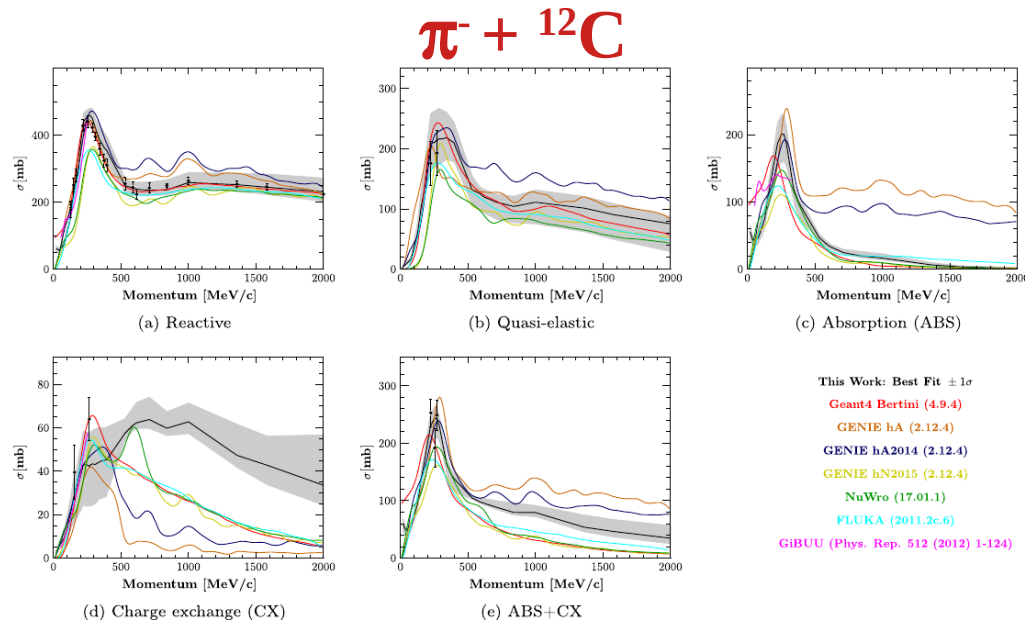 π- + 12C
400
200
0
σ[mb]
0
500
1000
1500
2000
Momentum [MeV/c]
(a) Reactive
300
200
100
0
σ[mb]
0
500
1000
1500
2000
Momentum [MeV/c]
(b) Quasi-elastic
200
100
0
σ[mb]
0
500
1000
1500
2000
Momentum [MeV/c]
(c) Absorption (ABS)
80
60
40
20
0
σ[mb]
0
500
1000
1500
2000
Momentum [MeV/c]
(d) Charge exchange (CX)
300
200
100
0
σ[mb]
0
500
1000
1500
2000
Momentum [MeV/c]
(e) ABS+CX
This Work: Best Fit ± 1σ
Geant4 Bertini (4.9.4)
GENIE hA (2.12.4)
GENIE hA2014 (2.12.4)
GENIE hN2015 (2.12.4)
NuWro (17.01.1)
FLUKA (2011.2c.6)
GiBUU (Phys. Rep. 512 (2012) 1-124)